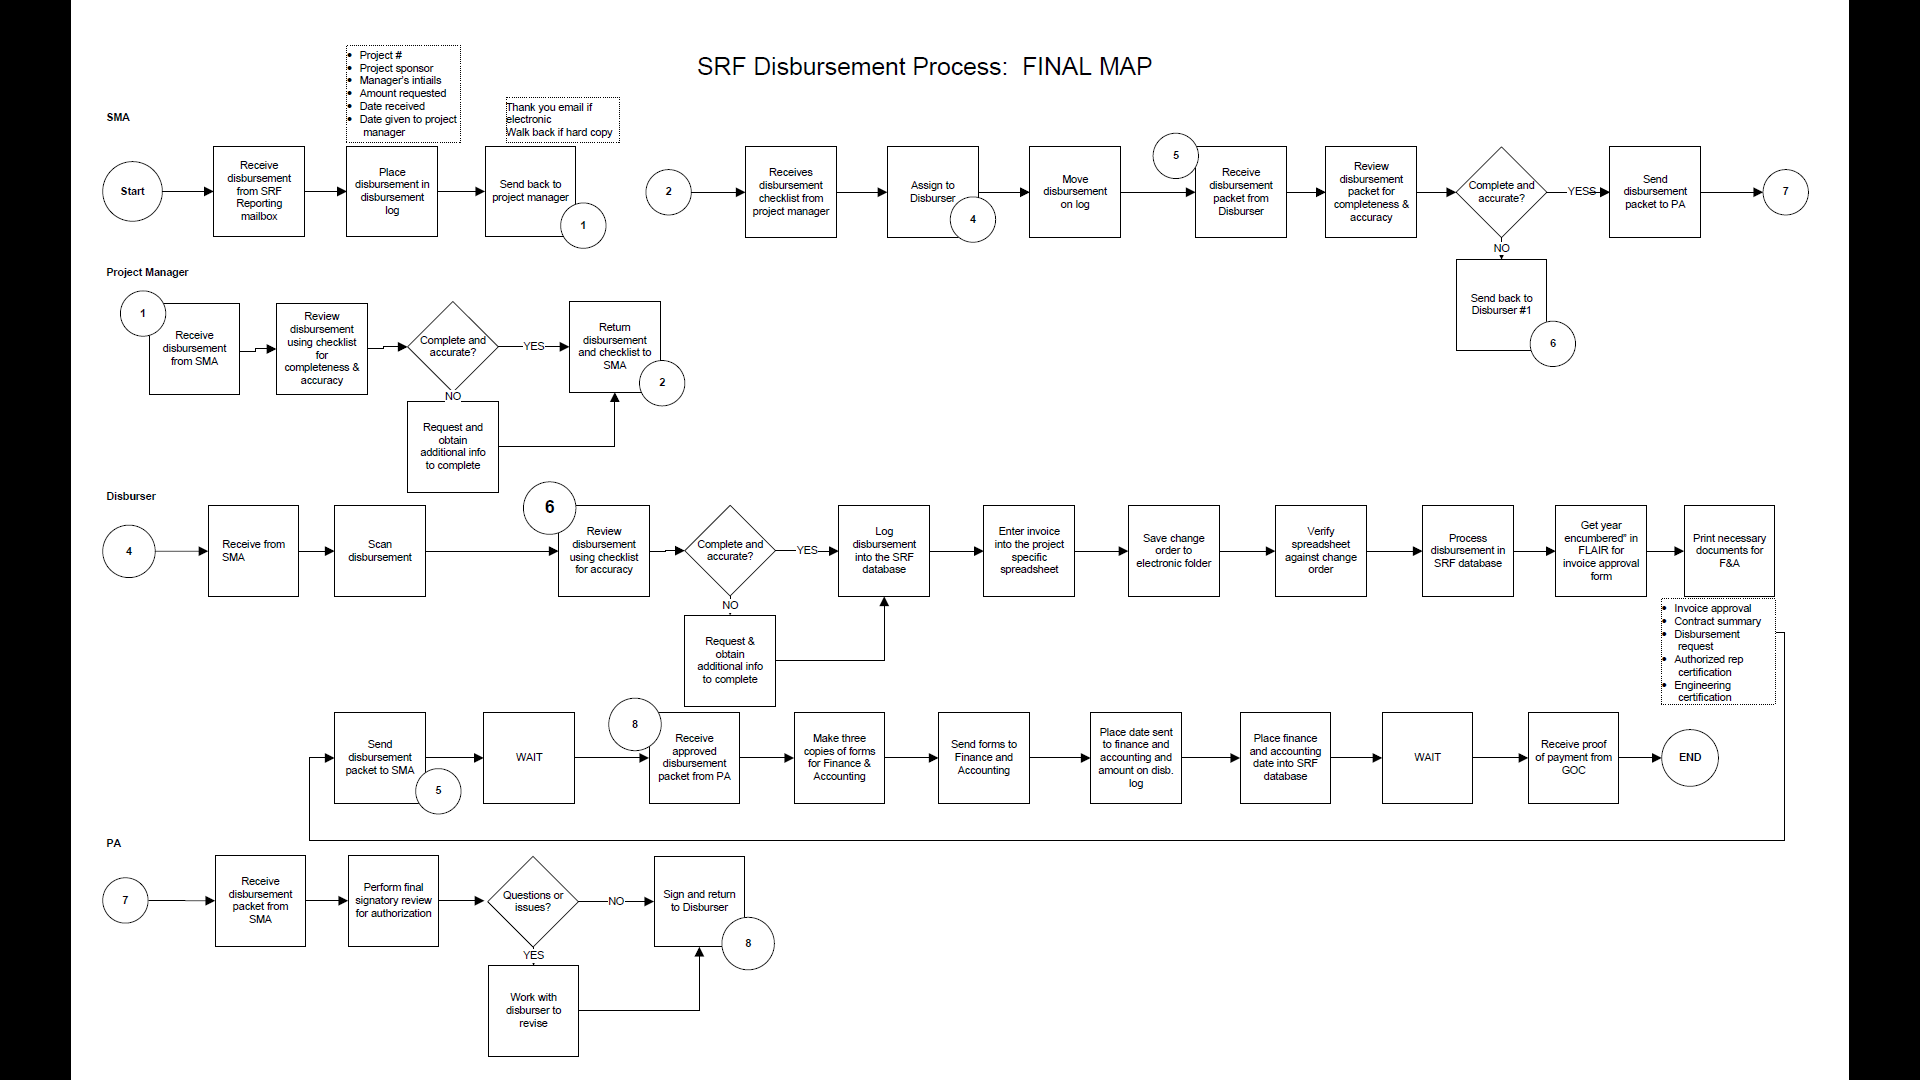 SRF Disbursement Process:  FINAL MAP
SMA
Project #
Project sponsor
Manager's intiails
Amount requested
Date received
Date given to project
manager
Thank you email if
electronic
Walk back if hard copy
Start
Receive
disbursement
from SRF
Reporting
mailbox
Place
disbursement in
disbursement
log
Send back to
project manager
1
2
Receives
disbursement
checklist from
project manager
Assign to
Disburser
4
Move
disbursement
on log
5
Receive
disbursement
packet from
Disburser
Review
disbursement
packet for
completeness &
accuracy
Complete and
accurate?
YES
Send
disbursement
packet to PA
7
NO
Send back to
Disburser #1
6
Project Manager
1
Receive
disbursement
from SMA
Review
disbursement
using checklist
for
completeness &
accuracy
Complete and
accurate?
YES
Return
disbursement
and checklist to
SMA
2
NO
Request and
obtain
additional info
to complete
Disburser
4
Receive from
SMA
Scan
disbursement
6
Review
disbursement
using checklist
for accuracy
Complete and
accurate?
YES
Log
disbursement
into the SRF
database
Enter invoice
into the project
specific
spreadsheet
Save change
order to
electronic folder
Verify
spreadsheet
against change
order
Process
disbursement in
SRF database
Get year
encumbered" in
FLAIR for
invoice approval
form
Print necessary
documents for
F&A
NO
Request &
obtain
additional info
to complete
Invoice approval
Contract summary
Disbursement
request
Authorized rep
certification
Engineering
certification
Send
disbursement
packet to SMA
5
WAIT
8
Receive
approved
disbursement
packet from PA
Make three
copies of forms
for Finance &
Accounting
Send forms to
Finance and
Accounting
Place date sent
to finance and
accounting and
amount on disb.
log
Place finance
and accounting
date into SRF
database
WAIT
Receive proof
of payment from
GOC
END
PA
7
Receive
disbursement
packet from
SMA
Perform final
signatory review
for authorization
Questions or
issues?
NO
Sign and return
to Disburser
8
YES
Work with
disburser to
revise